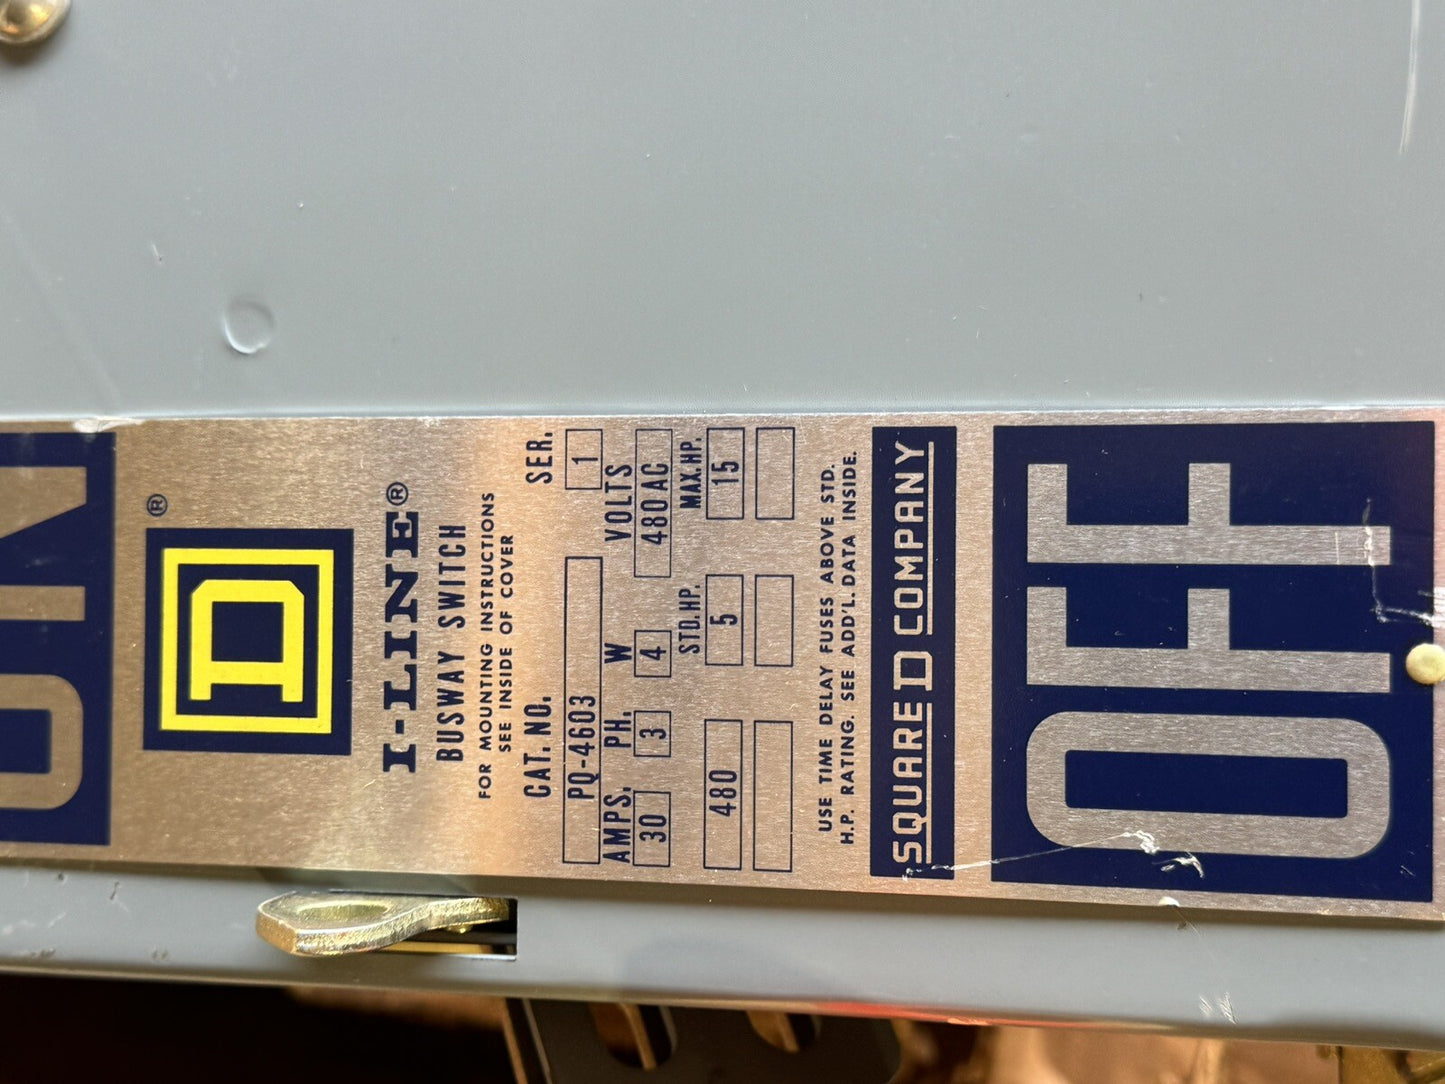 ON
D ®
I-LINE®
BUSWAY SWITCH
FOR MOUNTING INSTRUCTIONS
SEE INSIDE OF COVER
CAT. NO. SER.
PQ-4603 1
AMPS. PH. W VOLTS
30 3 4 480AC
STD.HP. MAX.HP.
480 5 15
USE TIME DELAY FUSES ABOVE STD.
H.P. RATING. SEE ADD'L. DATA INSIDE.
SQUARE D COMPANY
OFF